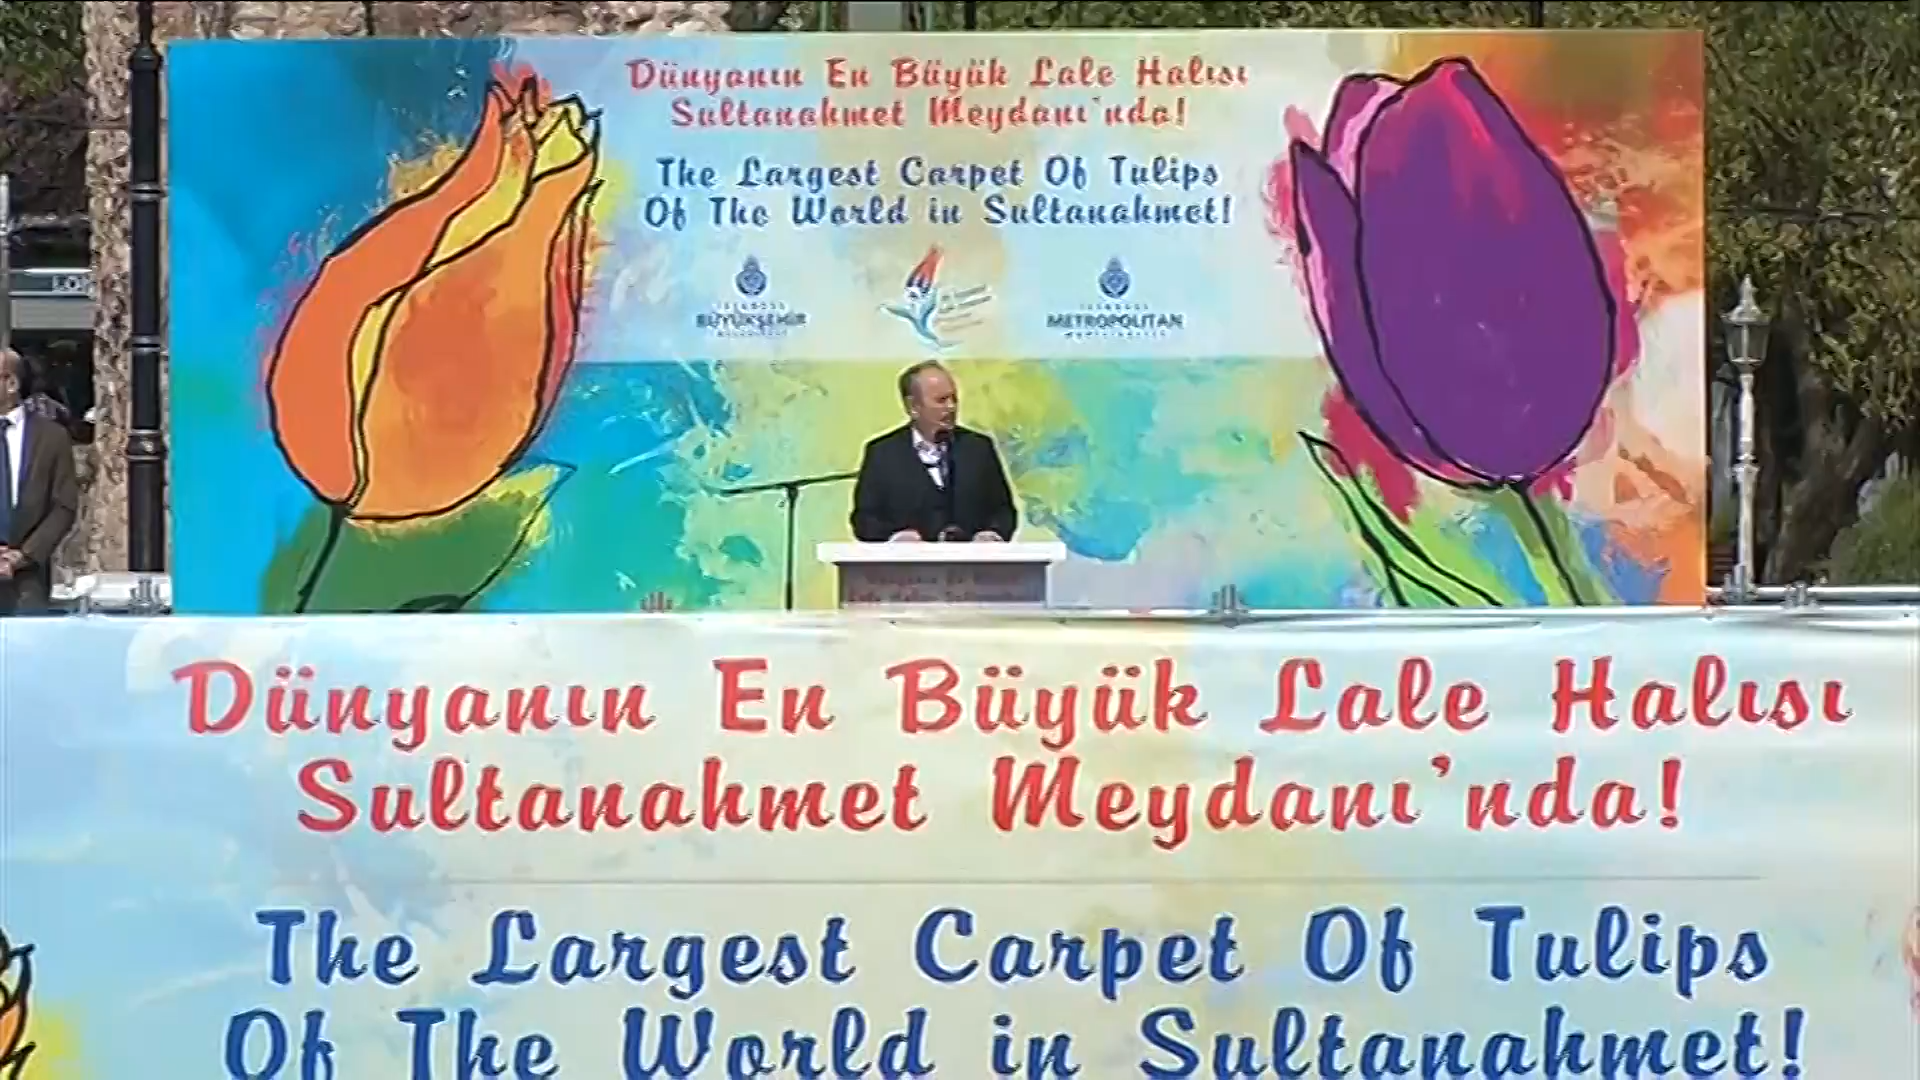 Dünyanın En Büyük Lale Halısı
Sultanahmet Meydanı'nda!
The Largest Carpet Of Tulips
Of The World in Sultanahmet!
İSTANBUL
BÜYÜKŞEHİR
İSTANBUL
METROPOLITAN
Dünyanın En Büyük Lale Halısı
Sultanahmet Meydanı'nda!
The Largest Carpet Of Tulips
Of The World in Sultanahmet!